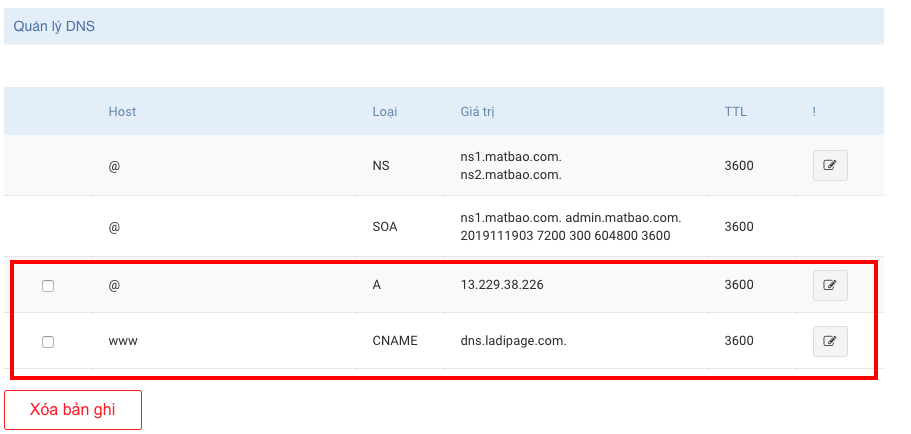 Quản lý DNS
Host Loại Giá trị TTL !
@ NS ns1.matbao.com. 3600
ns2.matbao.com.
@ SOA ns1.matbao.com. admin.matbao.com. 3600
2019111903 7200 300 604800 3600
@ A 13.229.38.226 3600
www CNAME dns.ladipage.com. 3600
Xóa bản ghi